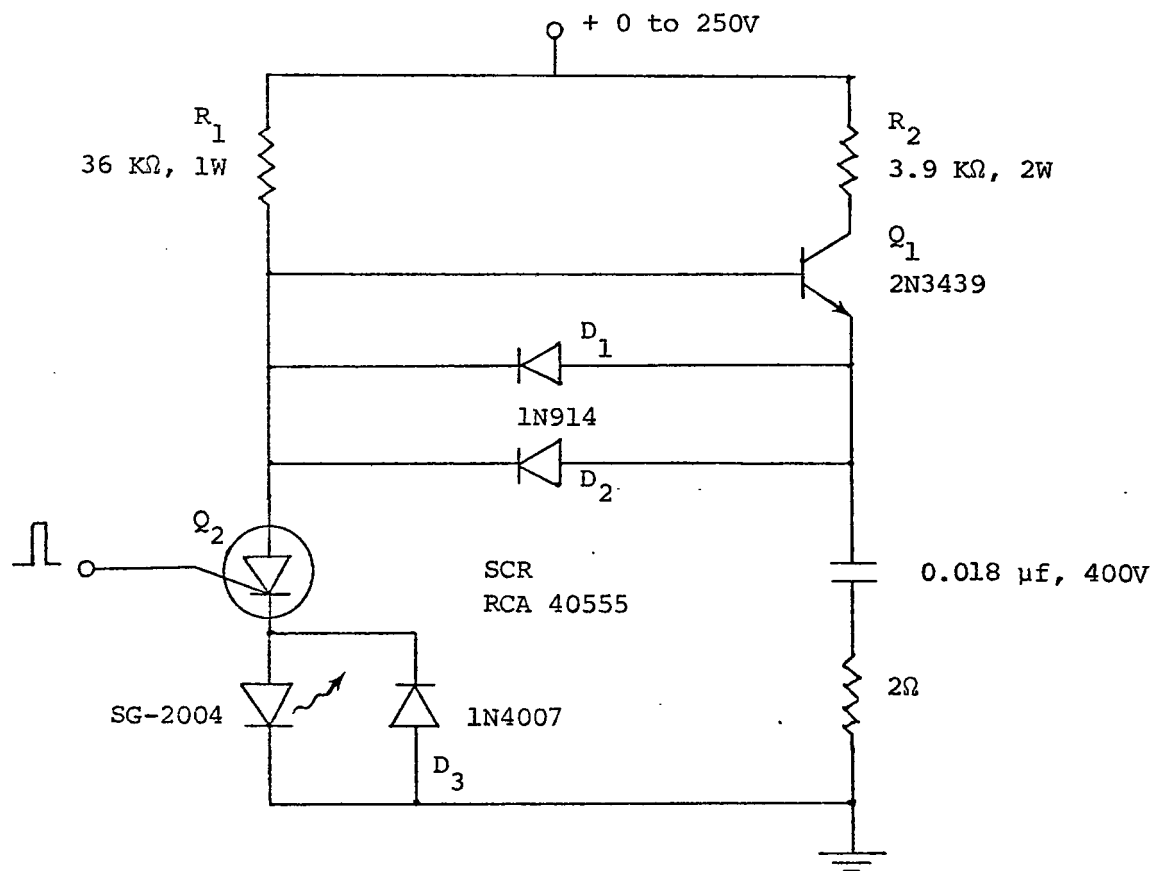 + 0 to 250V
R1
36 KΩ, 1W
R2
3.9 KΩ, 2W
Q1
2N3439
D1
1N914
D2
Q2
SCR
RCA 40555
0.018 μf, 400V
2Ω
SG-2004
1N4007
D3